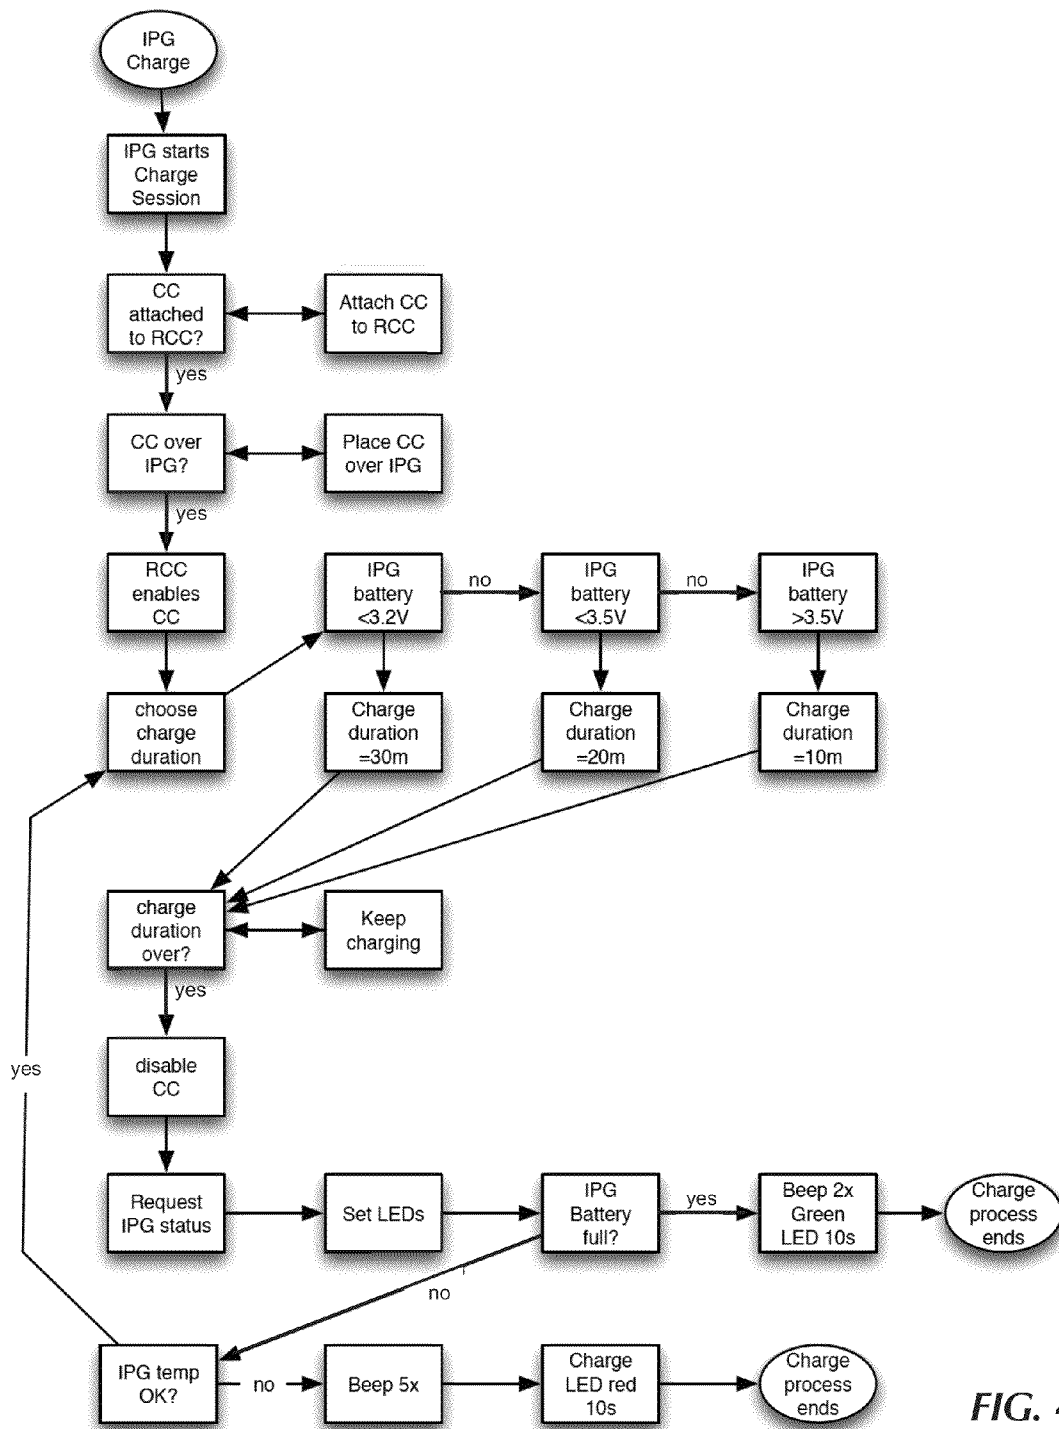 IPG
Charge
IPG starts
Charge
Session
CC
attached
to RCC?
Attach CC
to RCC
yes
CC over
IPG?
Place CC
over IPG
yes
RCC
enables
CC
IPG
battery
<3.2V
no
IPG
battery
<3.5V
no
IPG
battery
>3.5V
choose
charge
duration
Charge
duration
=30m
Charge
duration
=20m
Charge
duration
=10m
charge
duration
over?
Keep
charging
yes
disable
CC
yes
Request
IPG status
Set LEDs
IPG
Battery
full?
yes
Beep 2x
Green
LED 10s
Charge
process
ends
no
IPG temp
OK?
no
Beep 5x
Charge
LED red
10s
Charge
process
ends
FIG.